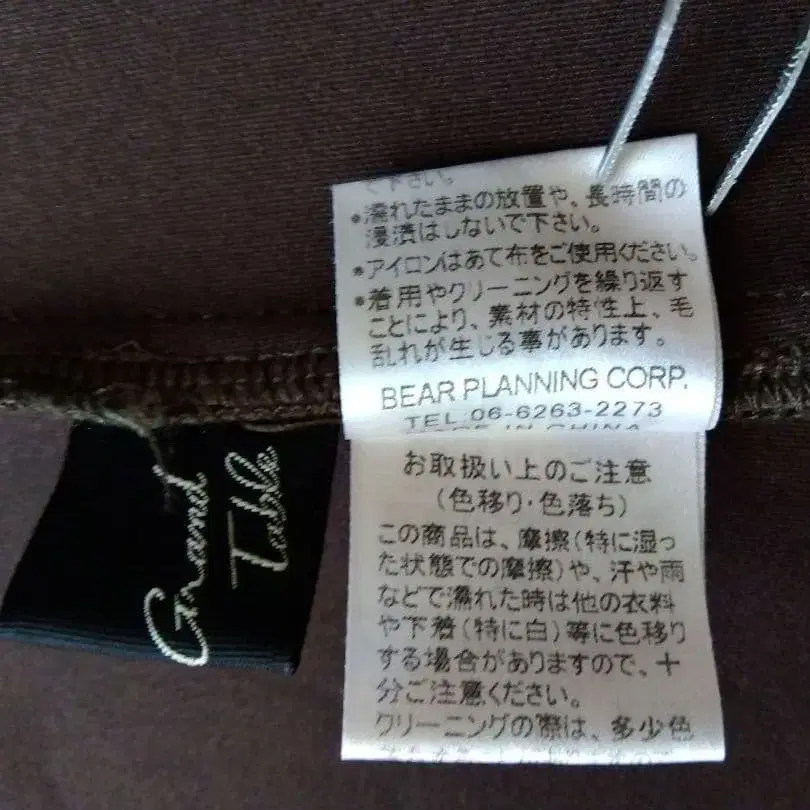 で下さい。
•濡れたままの放置や、長時間の
浸漬はしないで下さい。
•アイロンはあて布をご使用ください。
•着用やクリーニングを繰り返す
ことにより、素材の特性上、毛
乱れが生じる事があります。
BEAR PLANNING CORP.
TEL:06-6263-2273
MADE IN CHINA
お取扱い上のご注意
(色移り・色落ち)
この商品は、摩擦(特に湿っ
た状態での摩擦)や、汗や雨
などで濡れた時は他の衣料
や下着(特に白)等に色移り
する場合がありますので、十
分ご注意ください。
クリーニングの際は、多少色
Grand
Table